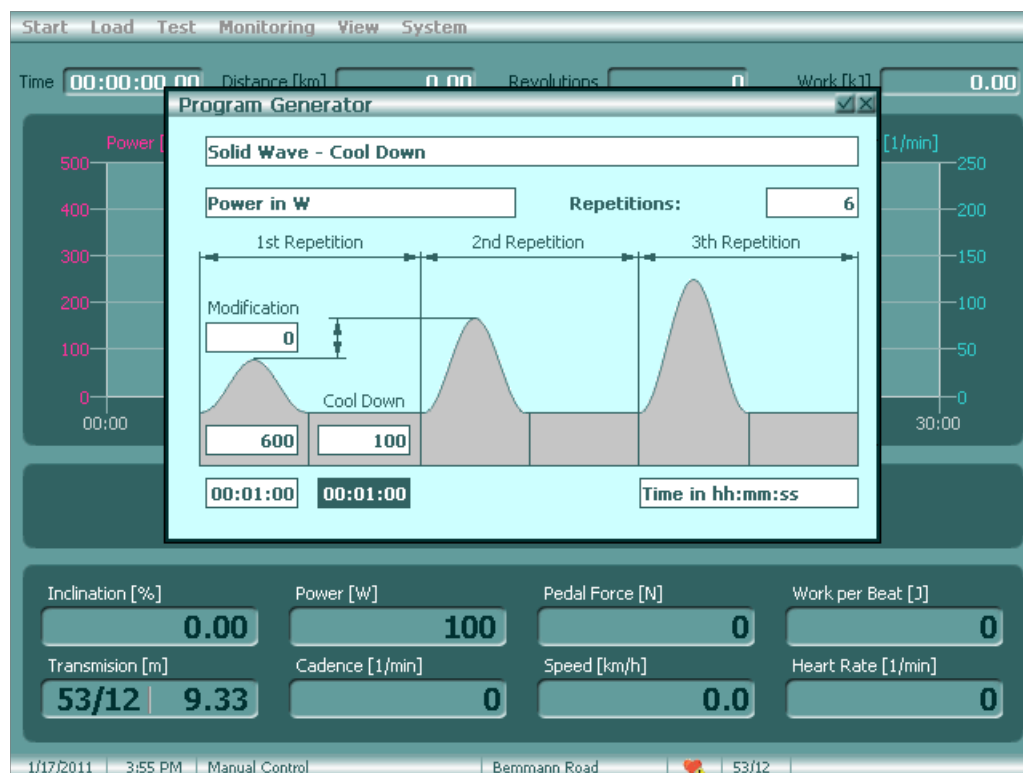 Start Load Test Monitoring View System
Time 00:00:00.00 Distance [km] 0.00 Revolutions 0 Work [kJ] 0.00
Program Generator
Solid Wave - Cool Down
Power in W Repetitions: 6
1st Repetition 2nd Repetition 3th Repetition
Modification
0
Cool Down
600 100
00:01:00 00:01:00 Time in hh:mm:ss
Power [ [1/min]
500 250
400 200
300 150
200 100
100 50
0 0
00:00 30:00
Inclination [%] Power [W] Pedal Force [N] Work per Beat [J]
0.00 100 0 0
Transmision [m] Cadence [1/min] Speed [km/h] Heart Rate [1/min]
53/12 9.33 0 0.0 0
1/17/2011 3:55 PM Manual Control Bemmann Road 53/12